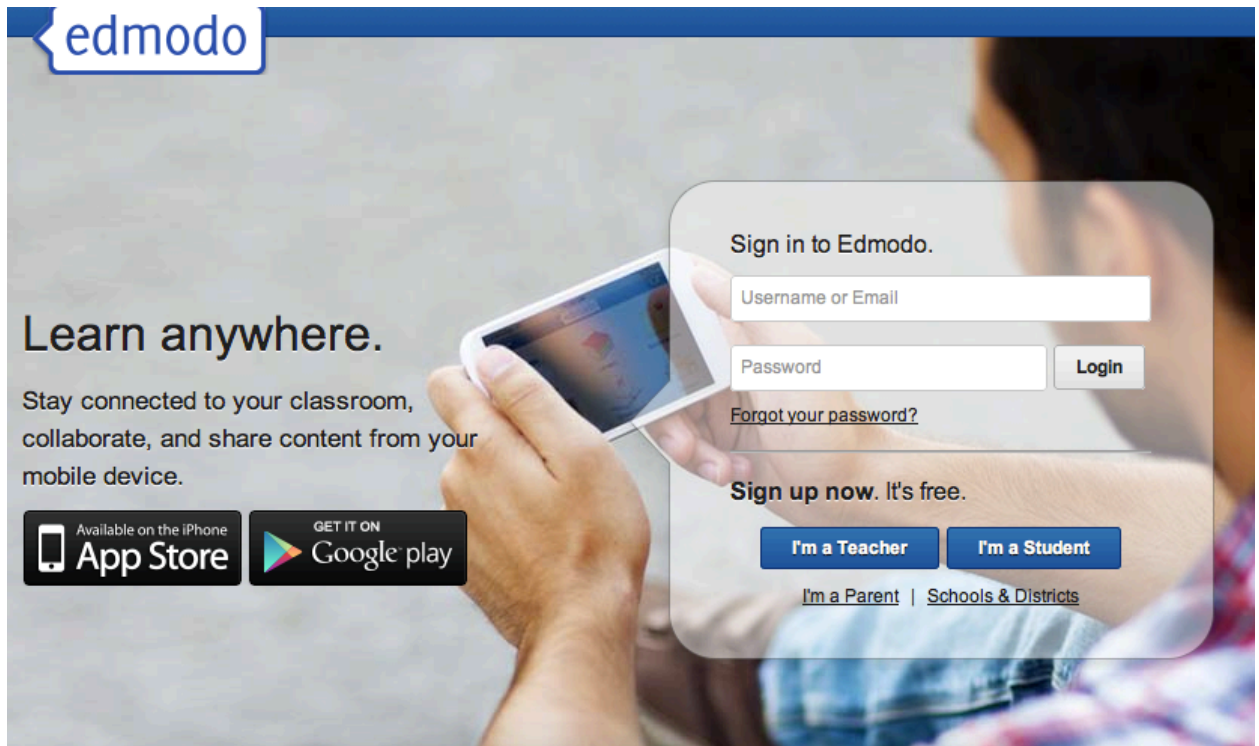 edmodo
Learn anywhere.
Stay connected to your classroom,
collaborate, and share content from your
mobile device.
Available on the iPhone
App Store
GET IT ON
Google play
Sign in to Edmodo.
Username or Email
Password
Login
Forgot your password?
Sign up now. It's free.
I'm a Teacher
I'm a Student
I'm a Parent | Schools & Districts